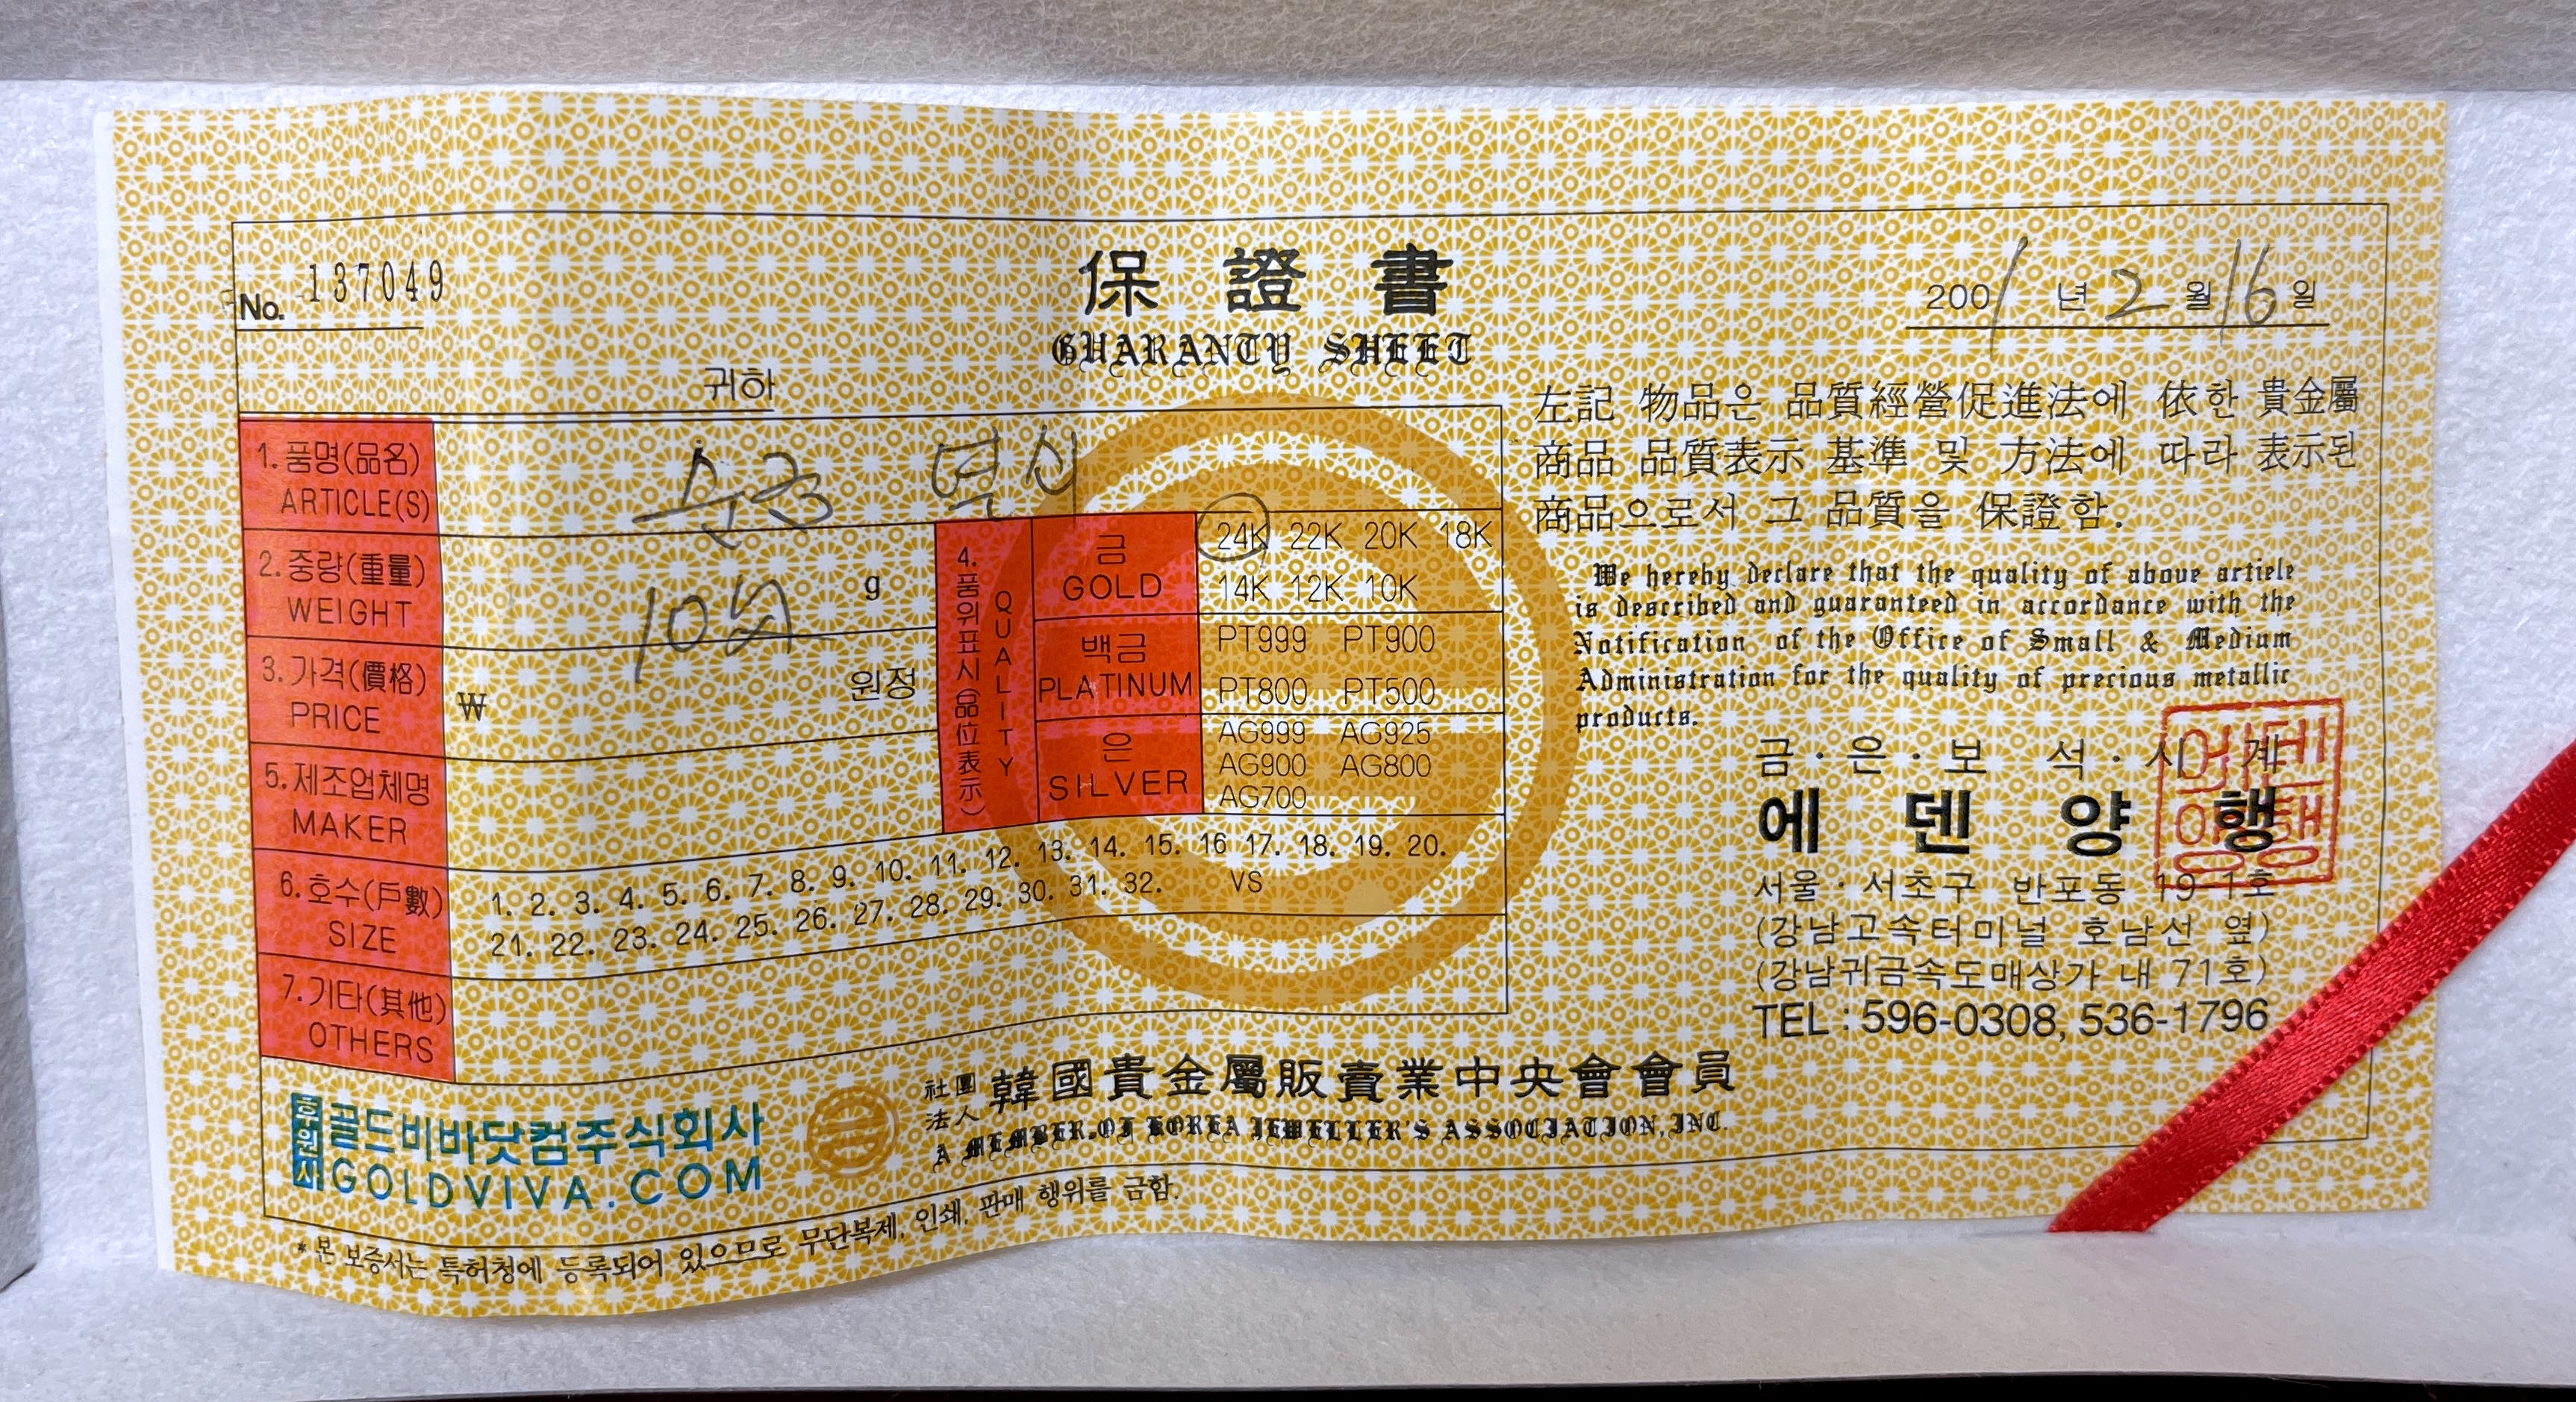 No. 137049
保證書
GUARANTY SHEET
2001 년 2 월 16 일
귀하
1. 품명(品名)
ARTICLE(S)
순금 열쇠
2. 중량(重量)
WEIGHT
10돈 g
3. 가격(價格)
PRICE
₩ 원정
4. 품위표시(品位表示)
QUALITY
금
GOLD
24K 22K 20K 18K
14K 12K 10K
백금
PLATINUM
PT999 PT900
PT800 PT500
은
SILVER
AG999 AG925
AG900 AG800
AG700
5. 제조업체명
MAKER
6. 호수(戶數)
SIZE
1. 2. 3. 4. 5. 6. 7. 8. 9. 10. 11. 12. 13. 14. 15. 16 17. 18. 19. 20.
21. 22. 23. 24. 25. 26. 27. 28. 29. 30. 31. 32. VS
7. 기타(其他)
OTHERS
左記 物品은 品質經營促進法에 依한 貴金屬
商品 品質表示 基準 및 方法에 따라 表示된
商品으로서 그 品質을 保證함.
We hereby declare that the quality of above article
is described and guaranteed in accordance with the
Notification of the Office of Small & Medium
Administration for the quality of precious metallic
products.
금·은·보석·시계
에덴양행
서울·서초구 반포동 19-1호
(강남고속터미널 호남선 옆)
(강남귀금속도매상가 내 71호)
TEL : 596-0308, 536-1796
후원사
골드비바닷컴주식회사
GOLDVIVA.COM
社團法人 韓國貴金屬販賣業中央會會員
A MEMBER OF KOREA JEWELLER'S ASSOCIATION, INC.
* 본 보증서는 특허청에 등록되어 있으므로 무단복제, 인쇄, 판매 행위를 금함.